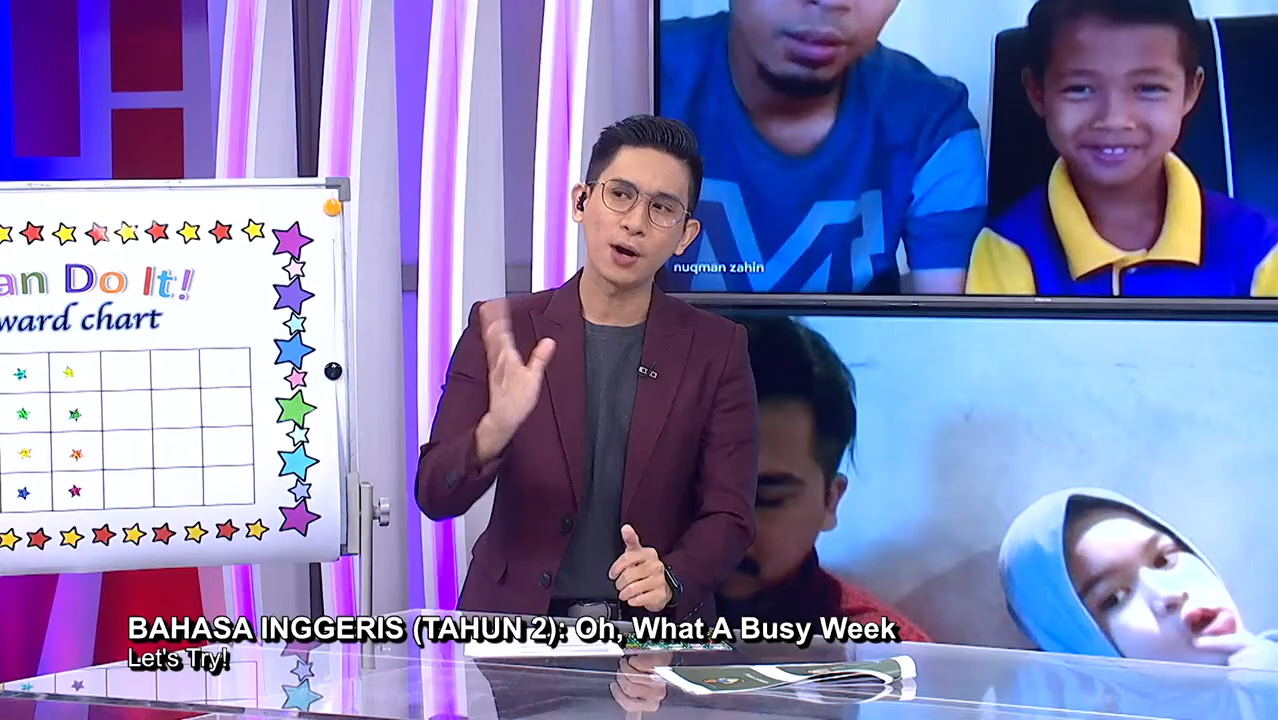 an Do It!
ward chart
nuqman zahin
BAHASA INGGERIS (TAHUN 2): Oh, What A Busy Week
Let's Try!